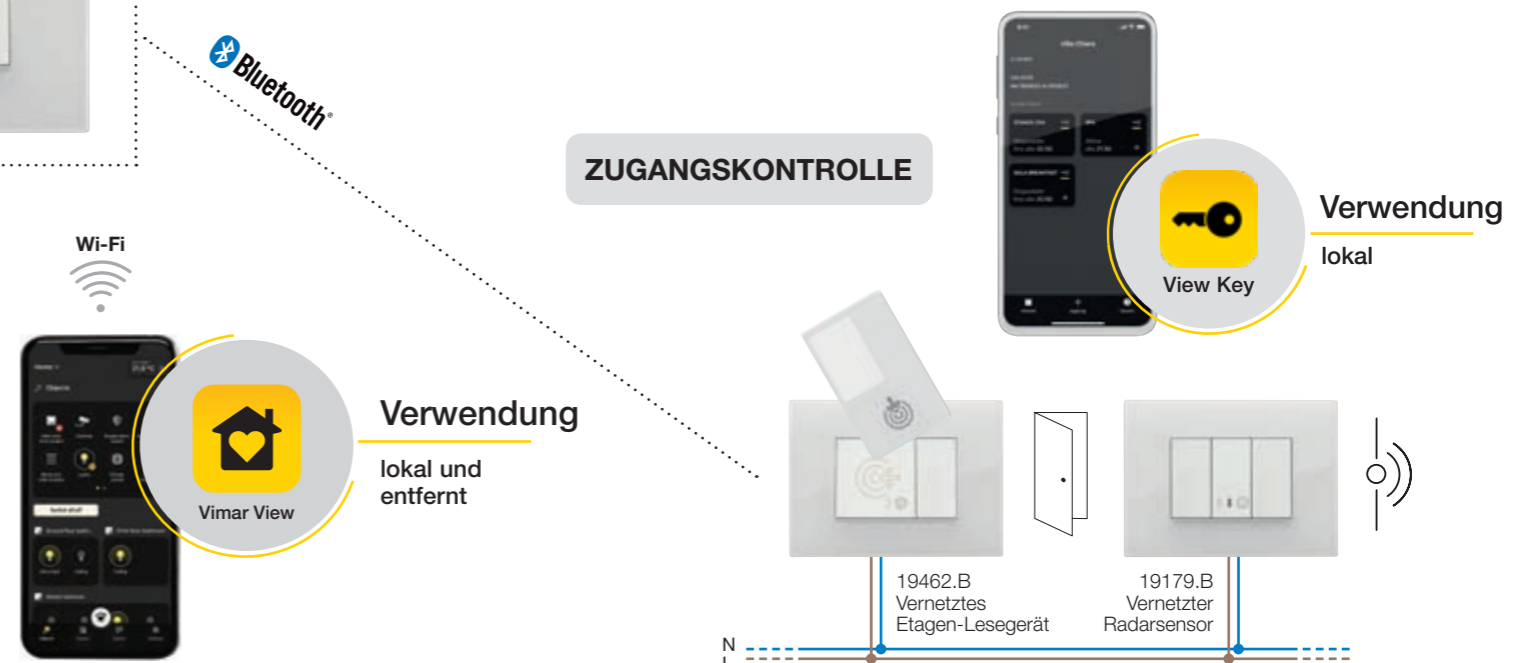 Bluetooth®
ZUGANGSKONTROLLE
Wi-Fi
View Key
Verwendung
lokal
Vimar View
Verwendung
lokal und
entfernt
19462.B
Vernetztes
Etagen-Lesegerät
19179.B
Vernetzter
Radarsensor
N